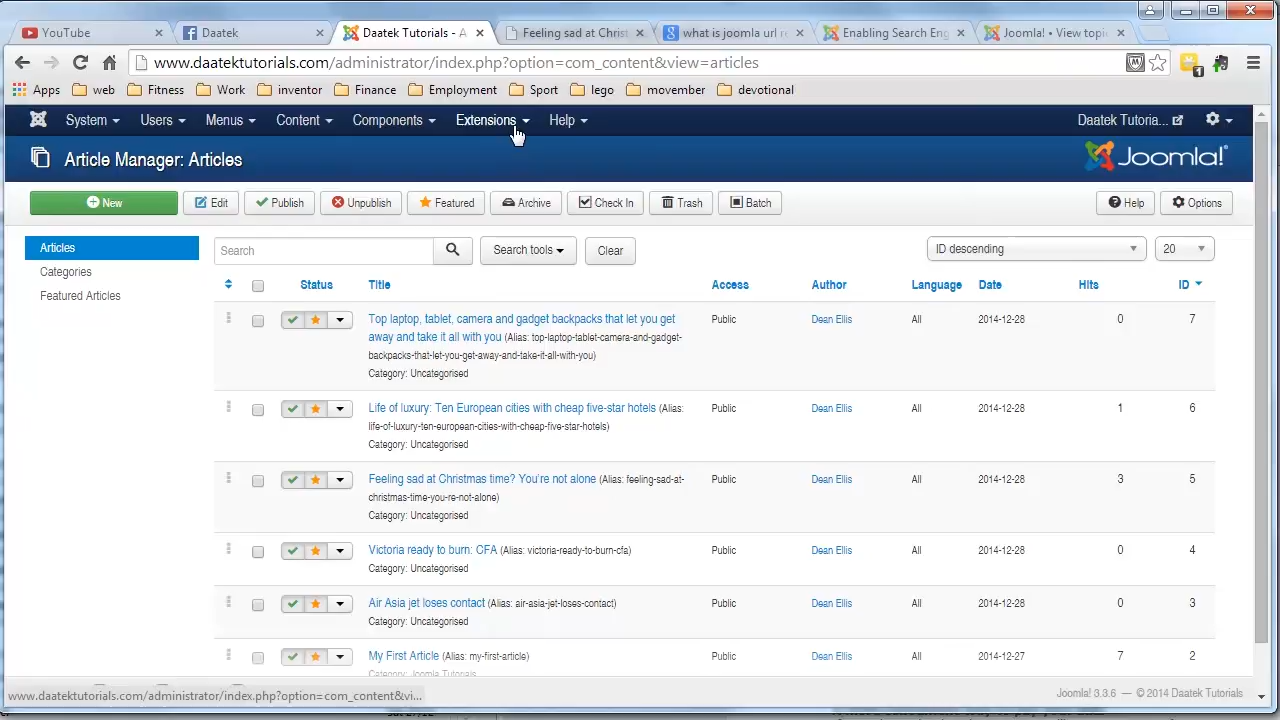 YouTube
Daatek
Daatek Tutorials - A
Feeling sad at Christ
what is joomla url re
Enabling Search Eng
Joomla! • View topic
www.daatektutorials.com/administrator/index.php?option=com_content&view=articles
1
Apps web Fitness Work inventor Finance Employment Sport lego movember devotional
System Users Menus Content Components Extensions Help Daatek Tutoria...
Article Manager: Articles
Joomla!®
New Edit Publish Unpublish Featured Archive Check In Trash Batch Help Options
Articles
Categories
Featured Articles
Search Search tools Clear ID descending 20
Status Title Access Author Language Date Hits ID
Top laptop, tablet, camera and gadget backpacks that let you get Public Dean Ellis All 2014-12-28 0 7
away and take it all with you (Alias: top-laptop-tablet-camera-and-gadget-
backpacks-that-let-you-get-away-and-take-it-all-with-you)
Category: Uncategorised
Life of luxury: Ten European cities with cheap five-star hotels (Alias: Public Dean Ellis All 2014-12-28 1 6
life-of-luxury-ten-european-cities-with-cheap-five-star-hotels)
Category: Uncategorised
Feeling sad at Christmas time? You're not alone (Alias: feeling-sad-at- Public Dean Ellis All 2014-12-28 3 5
christmas-time-you-re-not-alone)
Category: Uncategorised
Victoria ready to burn: CFA (Alias: victoria-ready-to-burn-cfa) Public Dean Ellis All 2014-12-28 0 4
Category: Uncategorised
Air Asia jet loses contact (Alias: air-asia-jet-loses-contact) Public Dean Ellis All 2014-12-28 0 3
Category: Uncategorised
My First Article (Alias: my-first-article) Public Dean Ellis All 2014-12-27 7 2
Category: Joomla Tutorials
www.daatektutorials.com/administrator/index.php?option=com_content&vi...
Joomla! 3.3.6 — © 2014 Daatek Tutorials